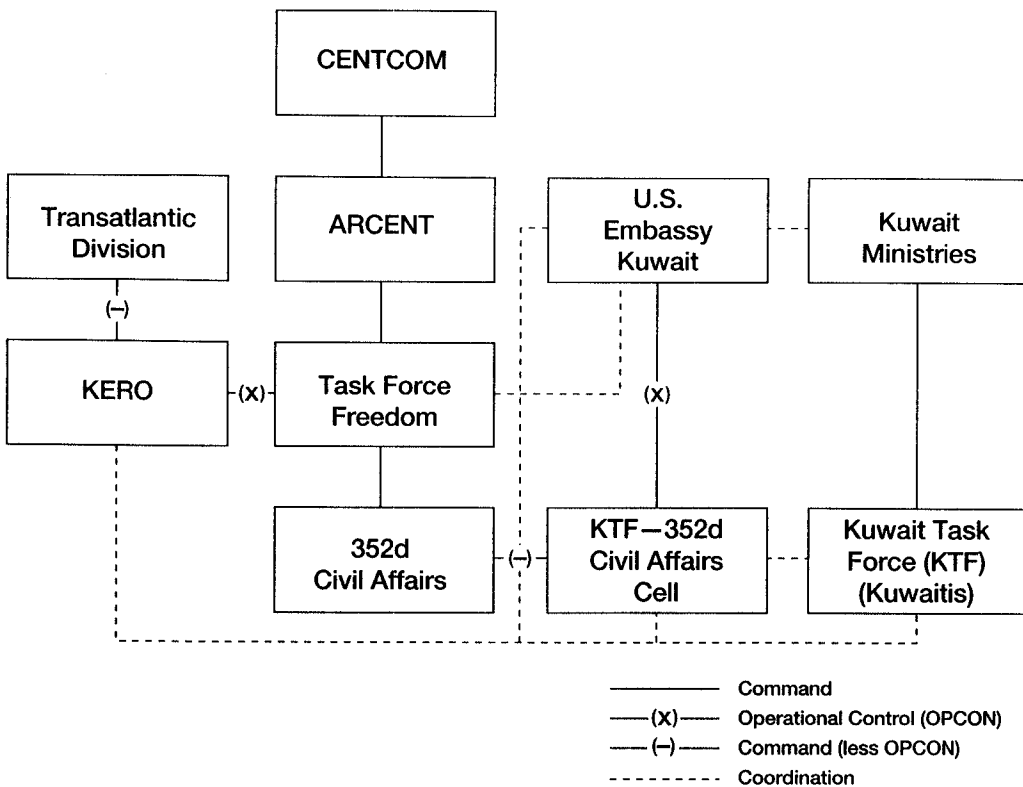 CENTCOM
Transatlantic
Division
ARCENT
U.S.
Embassy
Kuwait
Kuwait
Ministries
(–)
KERO
(x)
Task Force
Freedom
(x)
352d
Civil Affairs
(–)
KTF—352d
Civil Affairs
Cell
Kuwait Task
Force (KTF)
(Kuwaitis)
Command
(x) Operational Control (OPCON)
(–) Command (less OPCON)
Coordination